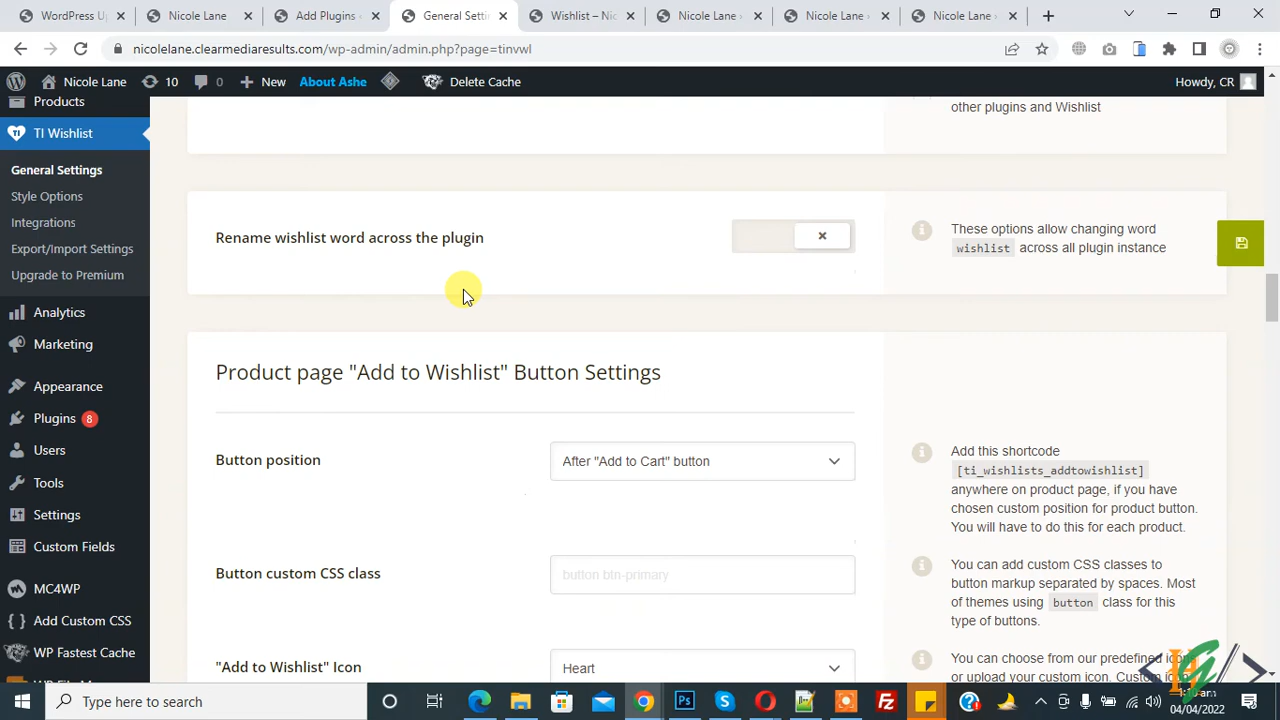 WordPress Up
Nicole Lane
Add Plugins ‹
General Setti
Wishlist – Nic
Nicole Lane ›
Nicole Lane ›
Nicole Lane ›
nicolelane.clearmediaresults.com/wp-admin/admin.php?page=tinvwl
Nicole Lane
10
0
New
About Ashe
Delete Cache
Howdy, CR
Products
TI Wishlist
General Settings
Style Options
Integrations
Export/Import Settings
Upgrade to Premium
Analytics
Marketing
Appearance
Plugins 8
Users
Tools
Settings
Custom Fields
MC4WP
Add Custom CSS
WP Fastest Cache
other plugins and Wishlist
Rename wishlist word across the plugin
These options allow changing word
wishlist across all plugin instance
Product page "Add to Wishlist" Button Settings
Button position
After "Add to Cart" button
Add this shortcode
[ti_wishlists_addtowishlist]
anywhere on product page, if you have
chosen custom position for product button.
You will have to do this for each product.
Button custom CSS class
button btn-primary
You can add custom CSS classes to
button markup separated by spaces. Most
of themes using button class for this
type of buttons.
"Add to Wishlist" Icon
Heart
You can choose from our predefined icons
or upload your custom icon. Custom
Type here to search
04/04/2022